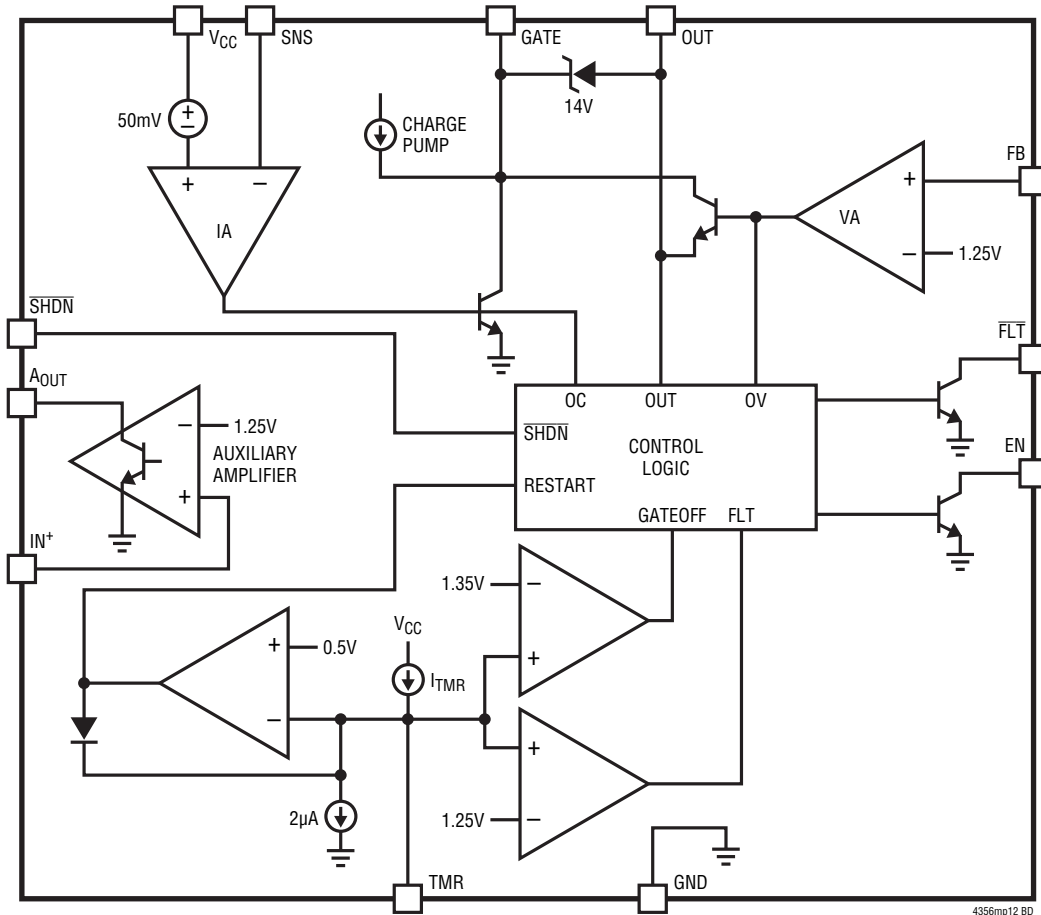 VCC SNS GATE OUT
14V
50mV + −
CHARGE
PUMP
FB
+ −
IA
+
VA
−
1.25V
SHDN
FLT
AOUT
OC OUT OV
−
1.25V
SHDN
CONTROL
LOGIC
AUXILIARY
AMPLIFIER
EN
+
RESTART
GATEOFF FLT
IN+
1.35V
−
VCC
+
0.5V
+
ITMR
−
+
2µA
1.25V
−
TMR
GND
4356mp12 BD